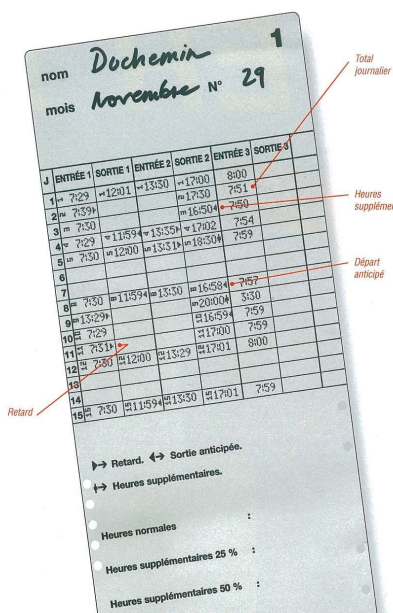 nom Duchemin 1
mois Novembre N° 29
J ENTRÉE 1 SORTIE 1 ENTRÉE 2 SORTIE 2 ENTRÉE 3 SORTIE 3
1 7:29 12:01 13:30 17:00 8:00
2 7:39 17:30 7:51
3 7:30 16:50 7:50
4 7:29 11:59 13:35 17:02 7:54
5 7:30 12:00 13:31 18:30 7:59
6
7
8 7:30 11:59 13:30 16:58 7:57
9 13:29 20:00 3:30
10 7:29 16:59 7:59
11 7:31 17:00 7:59
12 7:30 12:00 13:29 17:01 8:00
13
14
15 7:30 11:59 13:30 17:01 7:59
Total
journalier
Heures
supplémen
Départ
anticipé
Retard
→ Retard. → Sortie anticipée.
→ Heures supplémentaires.
Heures normales :
Heures supplémentaires 25 % :
Heures supplémentaires 50 % :